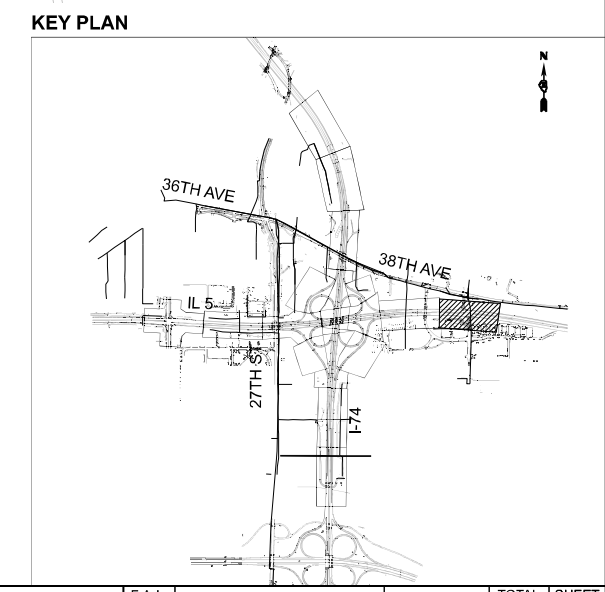 KEY PLAN
N
36TH AVE
38TH AVE
IL 5
27TH S
I-74
TOTAL SHEET